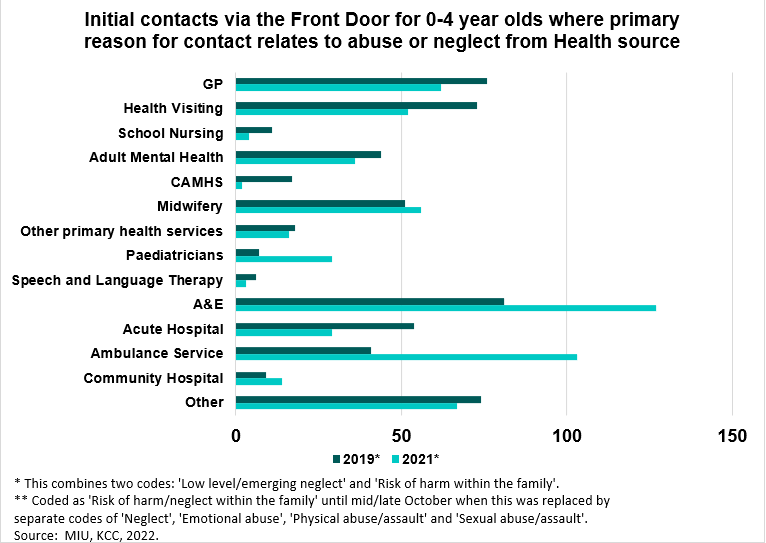 Initial contacts via the Front Door for 0-4 year olds where primary
reason for contact relates to abuse or neglect from Health source
GP
Health Visiting
School Nursing
Adult Mental Health
CAMHS
Midwifery
Other primary health services
Paediatricians
Speech and Language Therapy
A&E
Acute Hospital
Ambulance Service
Community Hospital
Other
0 50 100 150
2019* 2021*
* This combines two codes: 'Low level/emerging neglect' and 'Risk of harm within the family'.
** Coded as 'Risk of harm/neglect within the family' until mid/late October when this was replaced by
separate codes of 'Neglect', 'Emotional abuse', 'Physical abuse/assault' and 'Sexual abuse/assault'.
Source: MIU, KCC, 2022.